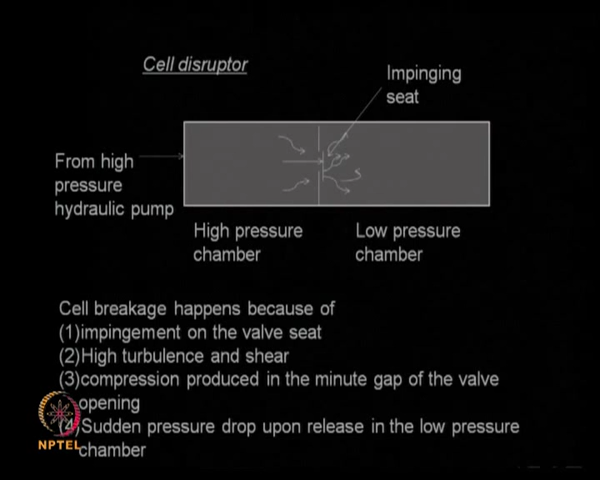 Cell disruptor
Impinging
seat
From high
pressure
hydraulic pump
High pressure
chamber
Low pressure
chamber
Cell breakage happens because of
(1)impingement on the valve seat
(2)High turbulence and shear
(3)compression produced in the minute gap of the valve
opening
(4)Sudden pressure drop upon release in the low pressure
chamber
NPTEL